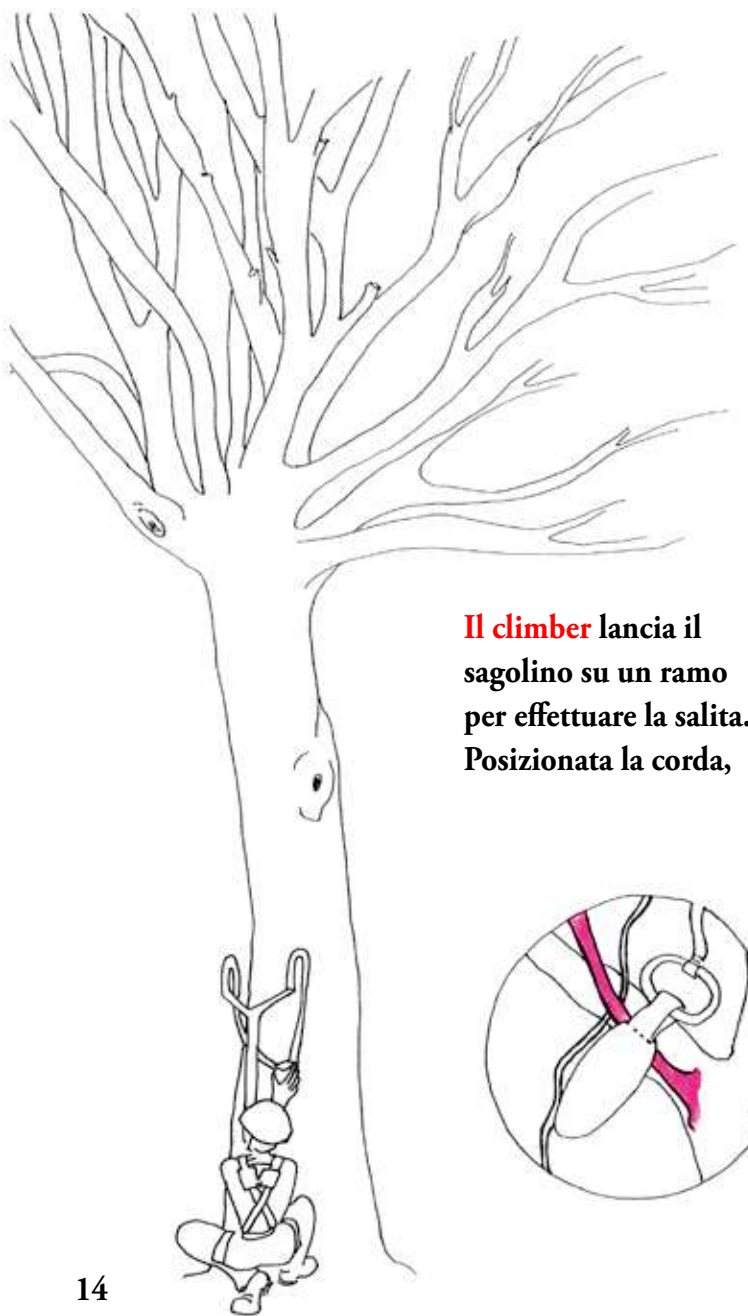 Il climber lancia il
sagolino su un ramo
per effettuare la salita.
Posizionata la corda,
14